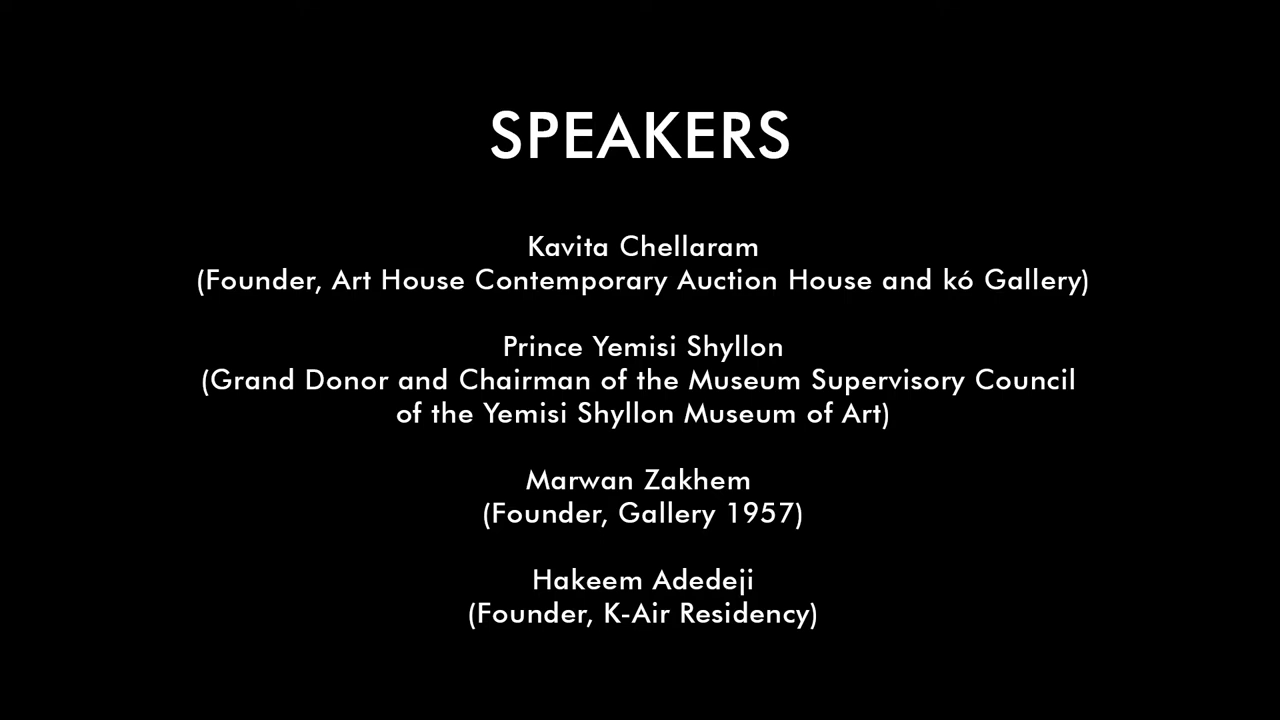 SPEAKERS
Kavita Chellaram
(Founder, Art House Contemporary Auction House and kó Gallery)
Prince Yemisi Shyllon
(Grand Donor and Chairman of the Museum Supervisory Council
of the Yemisi Shyllon Museum of Art)
Marwan Zakhem
(Founder, Gallery 1957)
Hakeem Adedeji
(Founder, K-Air Residency)